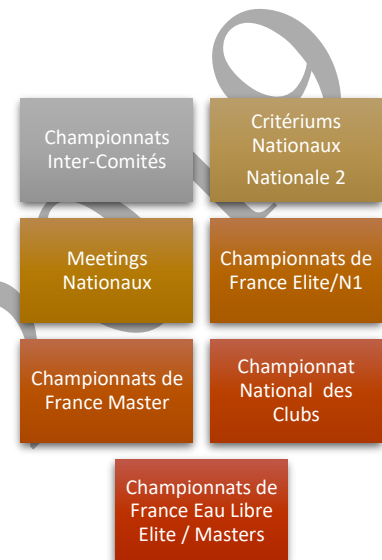 Championnats
Inter-Comités
Critériums
Nationaux
Nationale 2
Meetings
Nationaux
Championnats de
France Elite/N1
Championnats de
France Master
Championnat
National des
Clubs
Championnats de
France Eau Libre
Elite / Masters